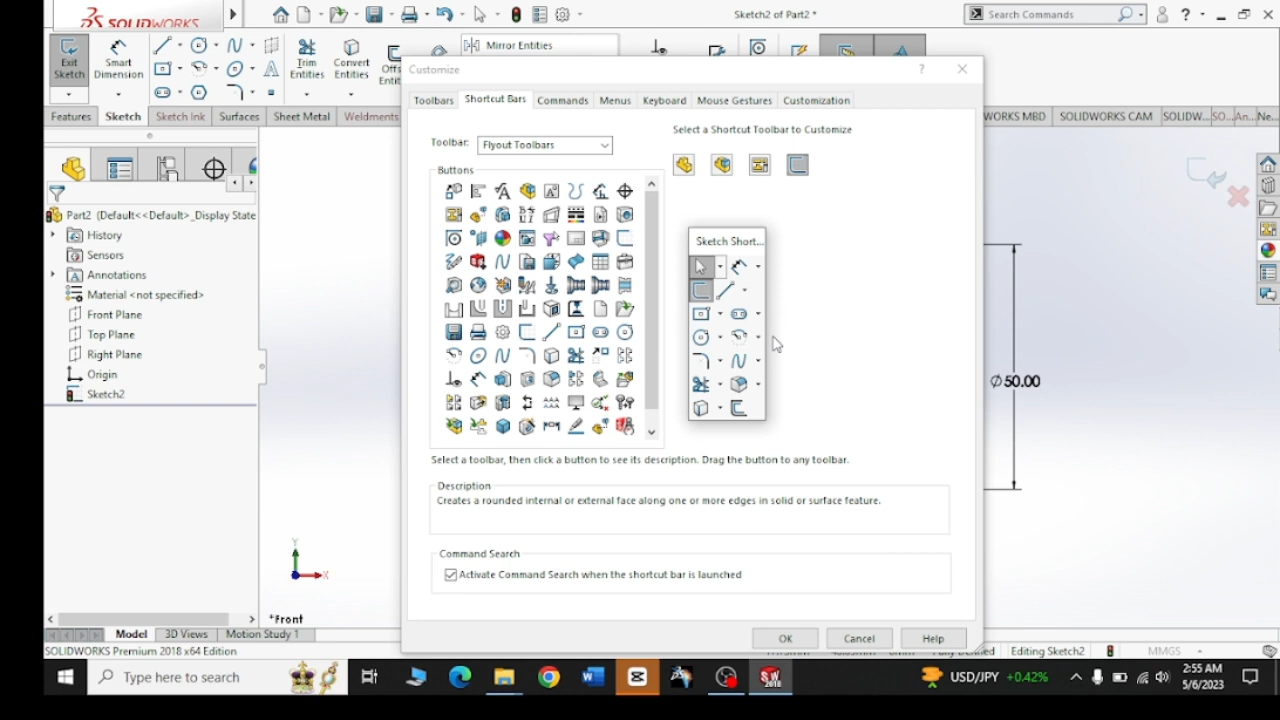 SOLIDWORKS
Sketch2 of Part2 *
Search Commands
?
Exit Sketch
Smart Dimension
Trim Entities
Convert Entities
Mirror Entities
Features
Sketch
Sketch Ink
Surfaces
Sheet Metal
Weldments
WORKS MBD
SOLIDWORKS CAM
SOLIDW...
SO...
An...
Ne...
Customize
?
Toolbars
Shortcut Bars
Commands
Menus
Keyboard
Mouse Gestures
Customization
Toolbar:
Flyout Toolbars
Select a Shortcut Toolbar to Customize
Buttons
Sketch Short...
Select a toolbar, then click a button to see its description. Drag the button to any toolbar.
Description
Creates a rounded internal or external face along one or more edges in solid or surface feature.
Command Search
Activate Command Search when the shortcut bar is launched
OK
Cancel
Help
Part2 (Default<<Default>_Display State
History
Sensors
Annotations
Material <not specified>
Front Plane
Top Plane
Right Plane
Origin
Sketch2
∅50.00
Y
X
*Front
Model
3D Views
Motion Study 1
SOLIDWORKS Premium 2018 x64 Edition
Editing Sketch2
MMGS
Type here to search
USD/JPY +0.42%
2:55 AM
5/6/2023